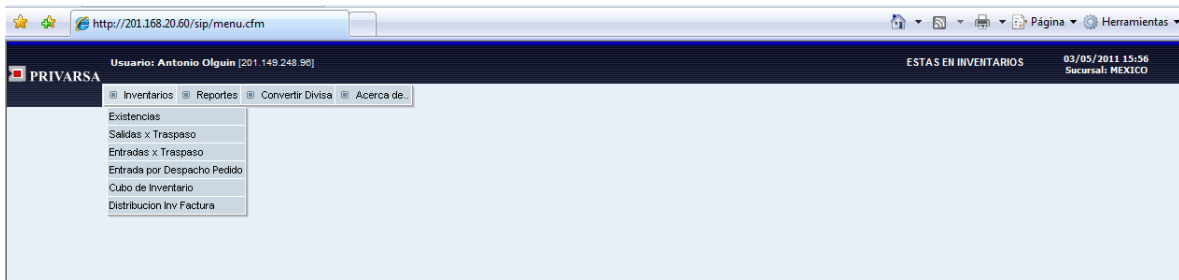 http://201.168.20.60/sip/menu.cfm
Página
Herramientas
PRIVARSA
Usuario: Antonio Olguin [201.149.248.96]
ESTAS EN INVENTARIOS
03/05/2011 15:56
Sucursal: MEXICO
Inventarios Reportes Convertir Divisa Acerca de..
Existencias
Salidas x Traspaso
Entradas x Traspaso
Entrada por Despacho Pedido
Cubo de Inventario
Distribucion Inv Factura